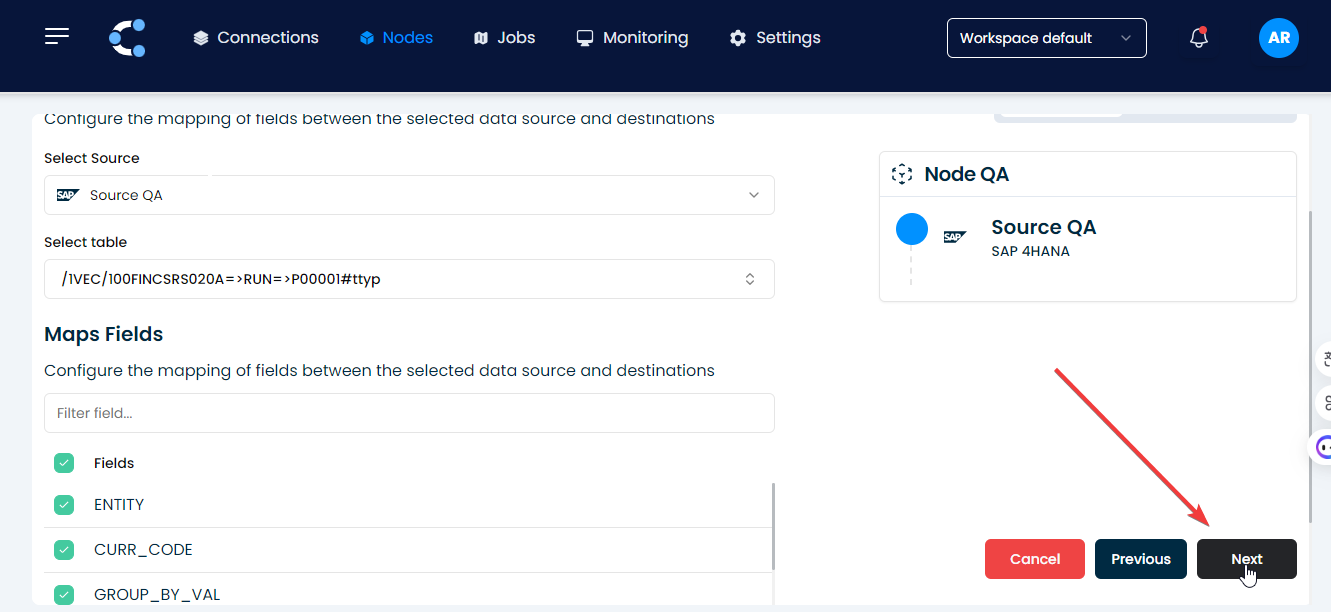 Connections
Nodes
Jobs
Monitoring
Settings
Workspace default
AR
Configure the mapping of fields between the selected data source and destinations
Select Source
SAP Source QA
Select table
/1VEC/100FINCSRS020A=>RUN=>P00001#ttyp
Maps Fields
Configure the mapping of fields between the selected data source and destinations
Filter field...
Fields
ENTITY
CURR_CODE
GROUP_BY_VAL
Node QA
SAP Source QA
SAP 4HANA
Cancel
Previous
Next